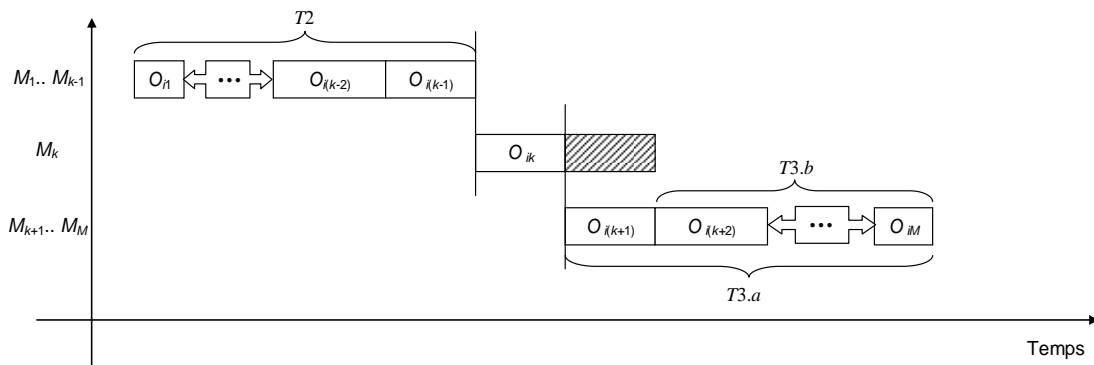 T2
M1.. Mk-1 Oi1 ••• Oi(k-2) Oi(k-1)
Mk Oik
T3.b
Mk+1.. MM Oi(k+1) Oi(k+2) ••• OiM
T3.a
Temps